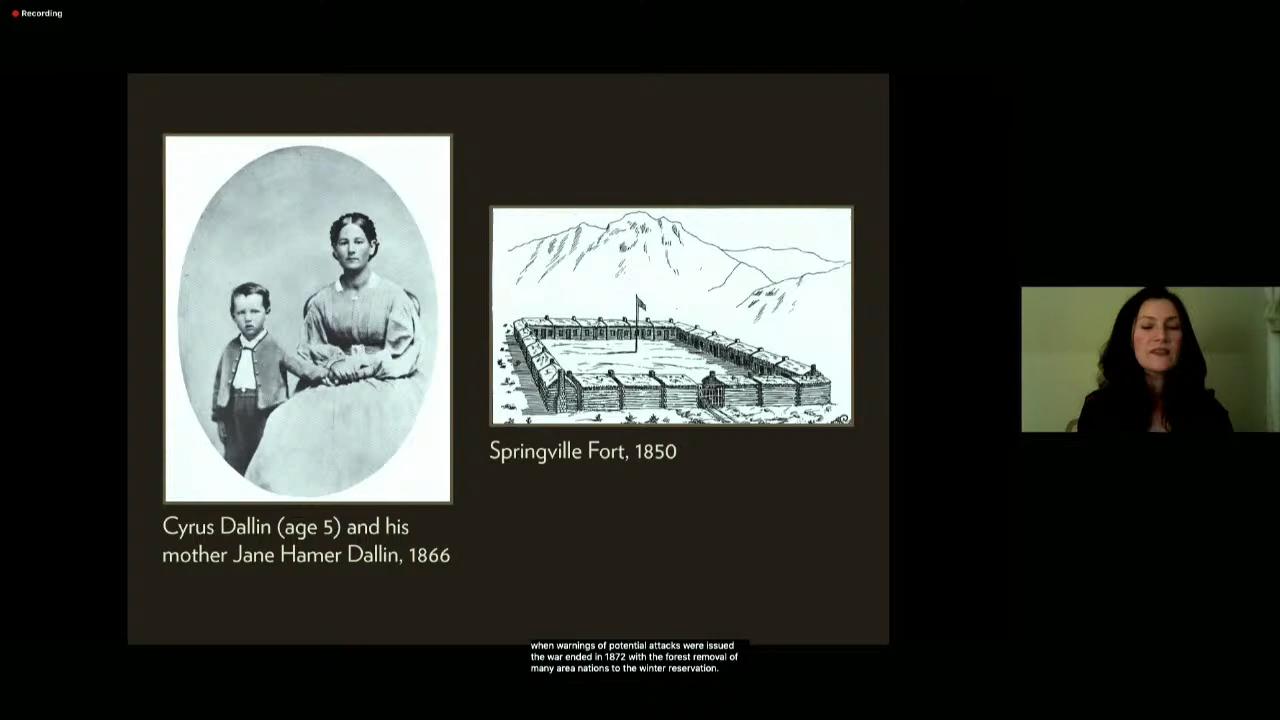 Recording
Springville Fort, 1850
Cyrus Dallin (age 5) and his
mother Jane Hamer Dallin, 1866
when warnings of potential attacks were issued
the war ended in 1872 with the forest removal of
many area nations to the winter reservation.